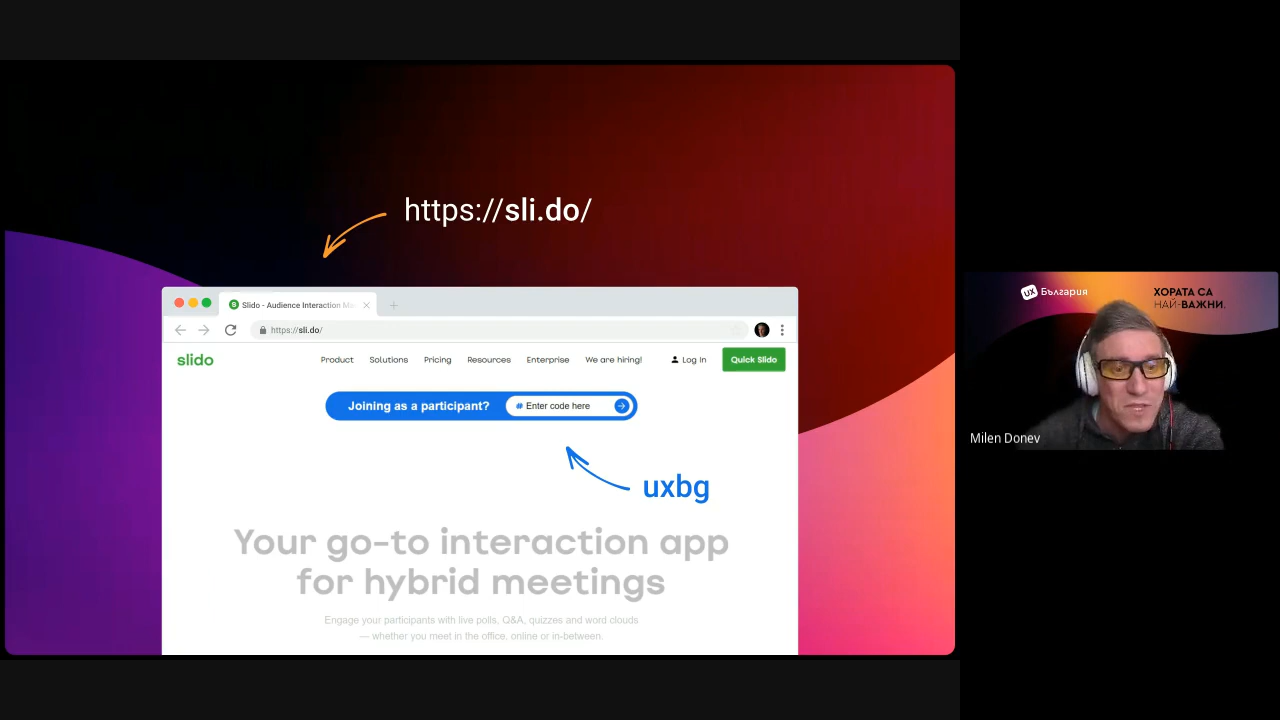 https://sli.do/
Slido - Audience Interaction Ma
https://sli.do/
slido
Product
Solutions
Pricing
Resources
Enterprise
We are hiring!
Log In
Quick Slido
Joining as a participant?
# Enter code here
uxbg
Your go-to interaction app
for hybrid meetings
Engage your participants with live polls, Q&A, quizzes and word clouds
— whether you meet in the office, online or in-between.
UX България
ХОРАТА СА
НАЙ-ВАЖНИ.
Milen Donev